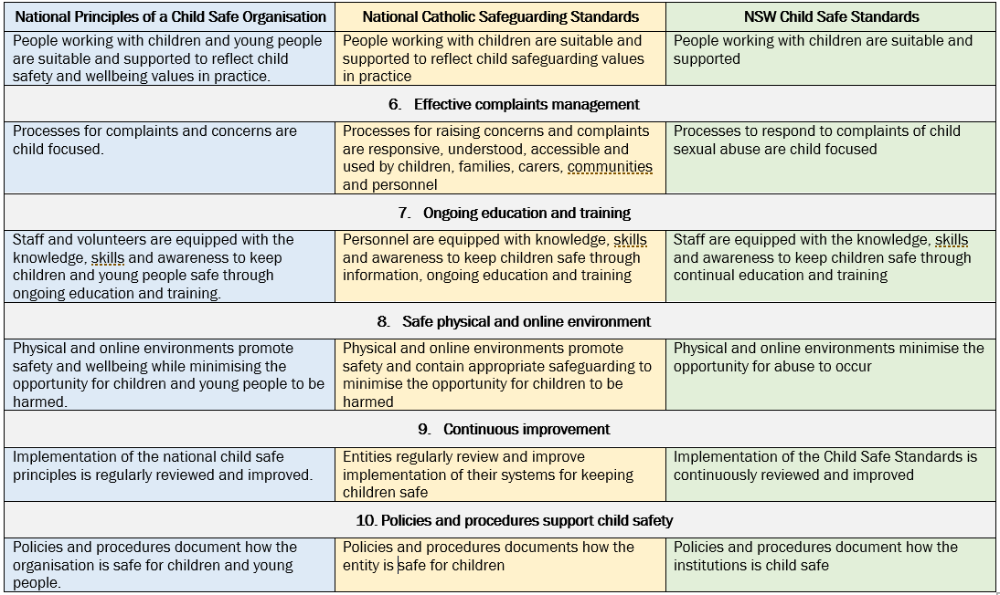 National Principles of a Child Safe Organisation
National Catholic Safeguarding Standards
NSW Child Safe Standards
People working with children and young people
are suitable and supported to reflect child
safety and wellbeing values in practice.
People working with children are suitable and
supported to reflect child safeguarding values
in practice
People working with children are suitable and
supported
6. Effective complaints management
Processes for complaints and concerns are
child focused.
Processes for raising concerns and complaints
are responsive, understood, accessible and
used by children, families, carers, communities
and personnel
Processes to respond to complaints of child
sexual abuse are child focused
7. Ongoing education and training
Staff and volunteers are equipped with the
knowledge, skills and awareness to keep
children and young people safe through
ongoing education and training.
Personnel are equipped with knowledge, skills
and awareness to keep children safe through
information, ongoing education and training
Staff are equipped with the knowledge, skills
and awareness to keep children safe through
continual education and training
8. Safe physical and online environment
Physical and online environments promote
safety and wellbeing while minimising the
opportunity for children and young people to be
harmed.
Physical and online environments promote
safety and contain appropriate safeguarding to
minimise the opportunity for children to be
harmed
Physical and online environments minimise the
opportunity for abuse to occur
9. Continuous improvement
Implementation of the national child safe
principles is regularly reviewed and improved.
Entities regularly review and improve
implementation of their systems for keeping
children safe
Implementation of the Child Safe Standards is
continuously reviewed and improved
10. Policies and procedures support child safety
Policies and procedures document how the
organisation is safe for children and young
people.
Policies and procedures documents how the
entity is safe for children
Policies and procedures document how the
institutions is child safe